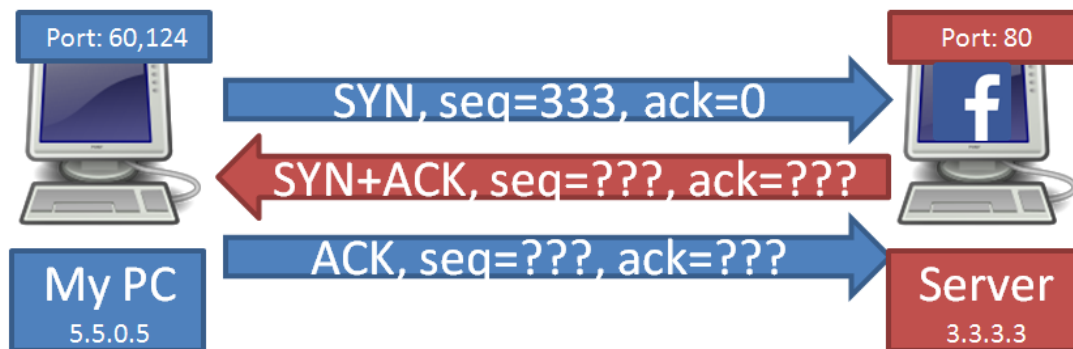 Port: 60,124
Port: 80
f
SYN, seq=333, ack=0
SYN+ACK, seq=???, ack=???
ACK, seq=???, ack=???
My PC
5.5.0.5
Server
3.3.3.3